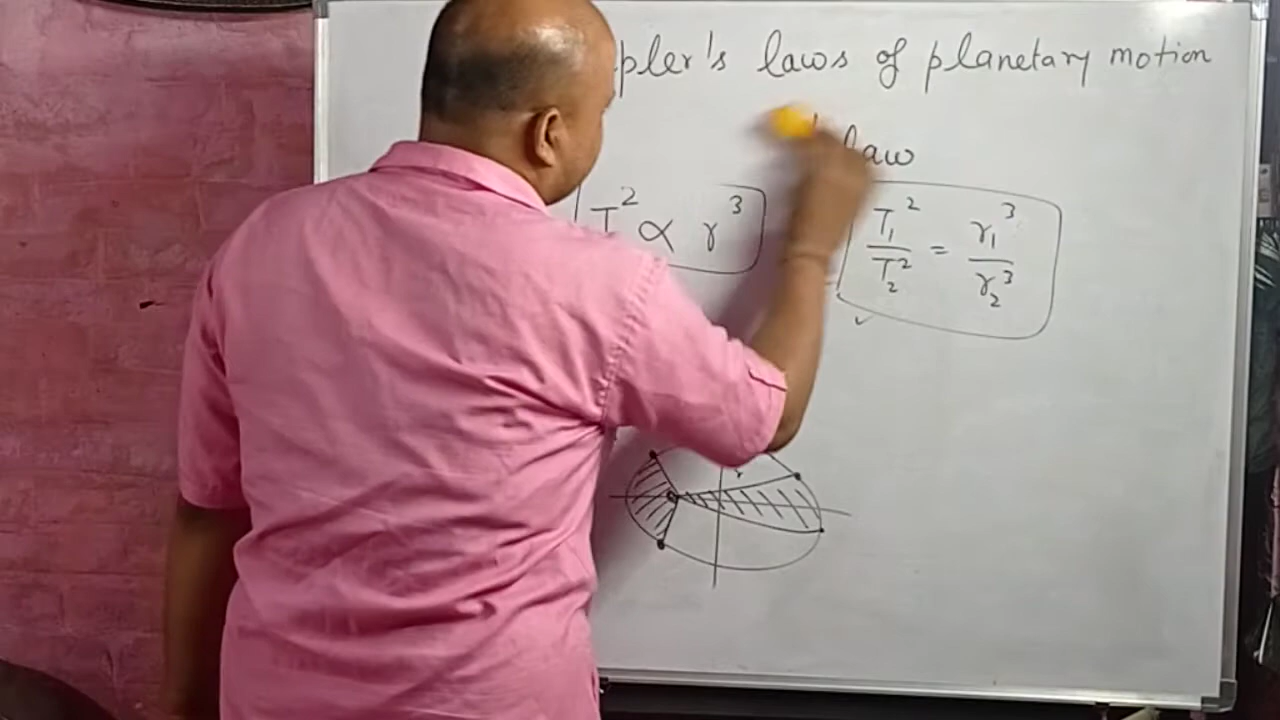 pler's laws of planetary motion
law
T² ∝ r³
T₁²/T₂² = r₁³/r₂³